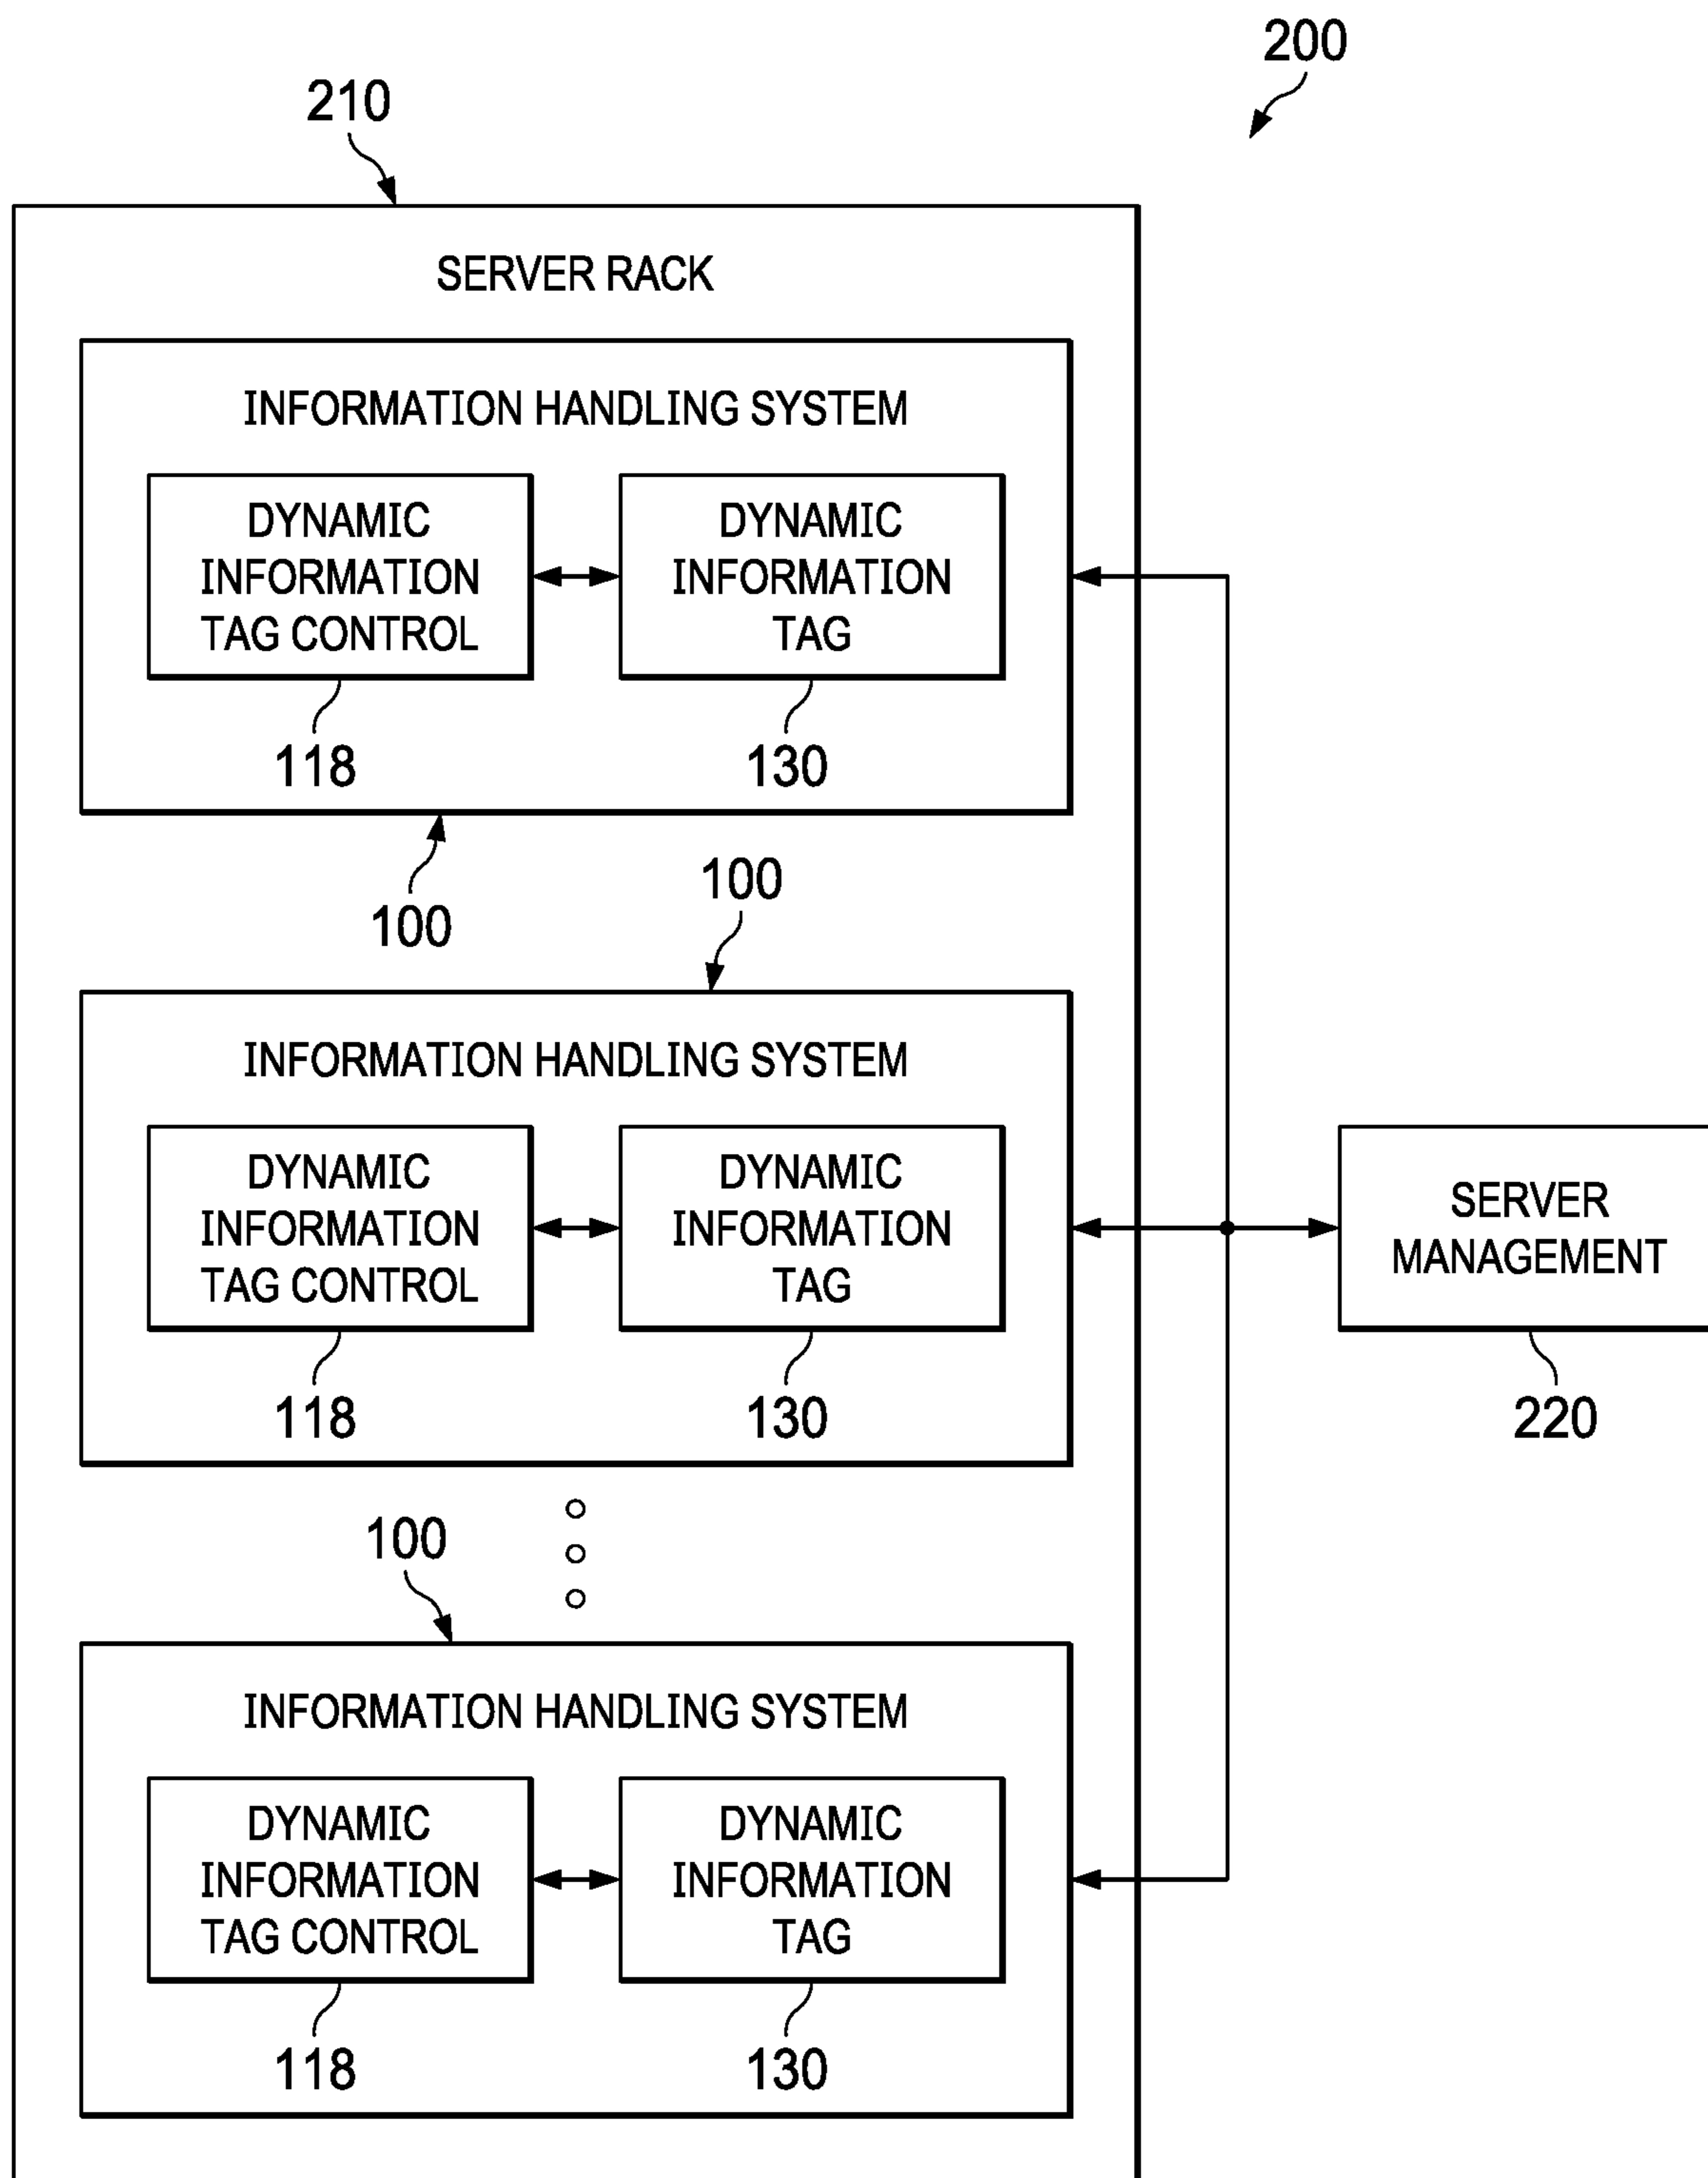 200
210
SERVER RACK
INFORMATION HANDLING SYSTEM
DYNAMIC
INFORMATION
TAG CONTROL
DYNAMIC
INFORMATION
TAG
118
130
100
100
INFORMATION HANDLING SYSTEM
DYNAMIC
INFORMATION
TAG CONTROL
DYNAMIC
INFORMATION
TAG
SERVER
MANAGEMENT
118
130
220
100
INFORMATION HANDLING SYSTEM
DYNAMIC
INFORMATION
TAG CONTROL
DYNAMIC
INFORMATION
TAG
118
130